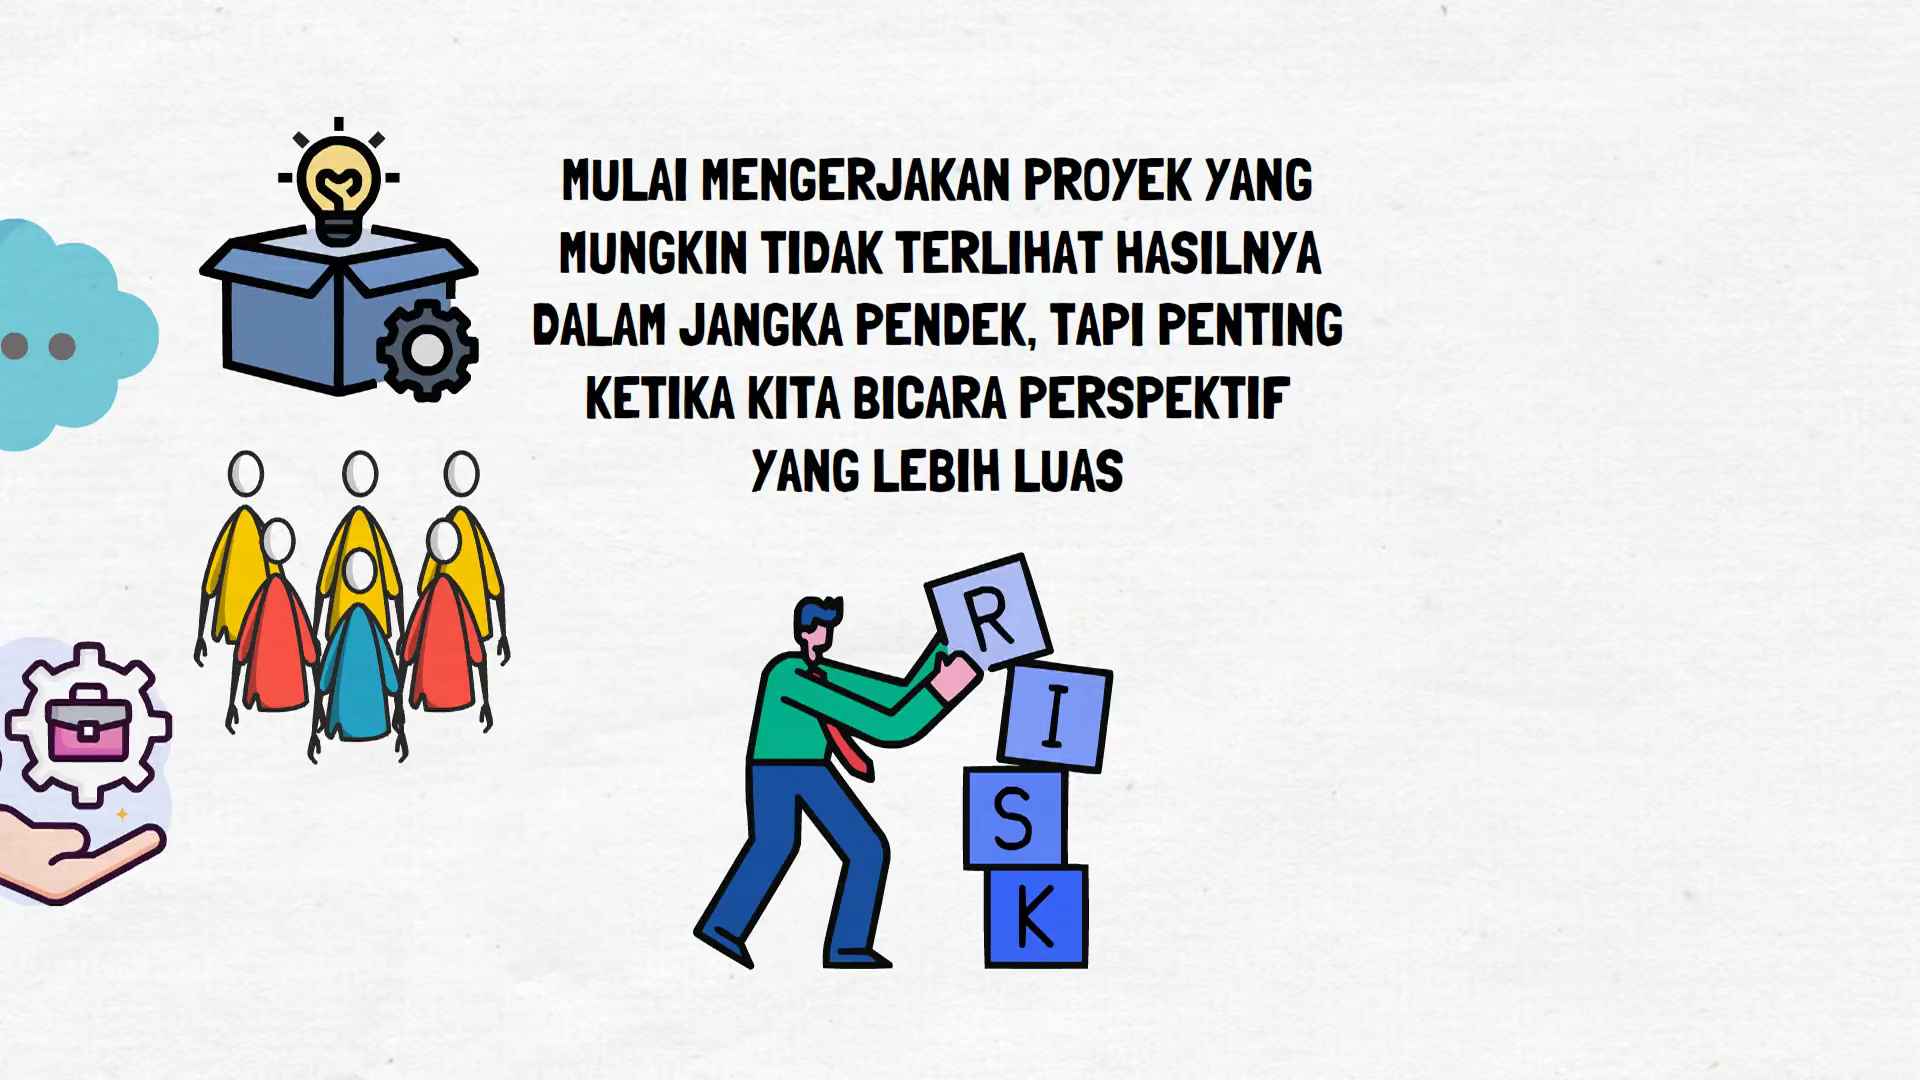 MULAI MENGERJAKAN PROYEK YANG
MUNGKIN TIDAK TERLIHAT HASILNYA
DALAM JANGKA PENDEK, TAPI PENTING
KETIKA KITA BICARA PERSPEKTIF
YANG LEBIH LUAS
R
I
S
K